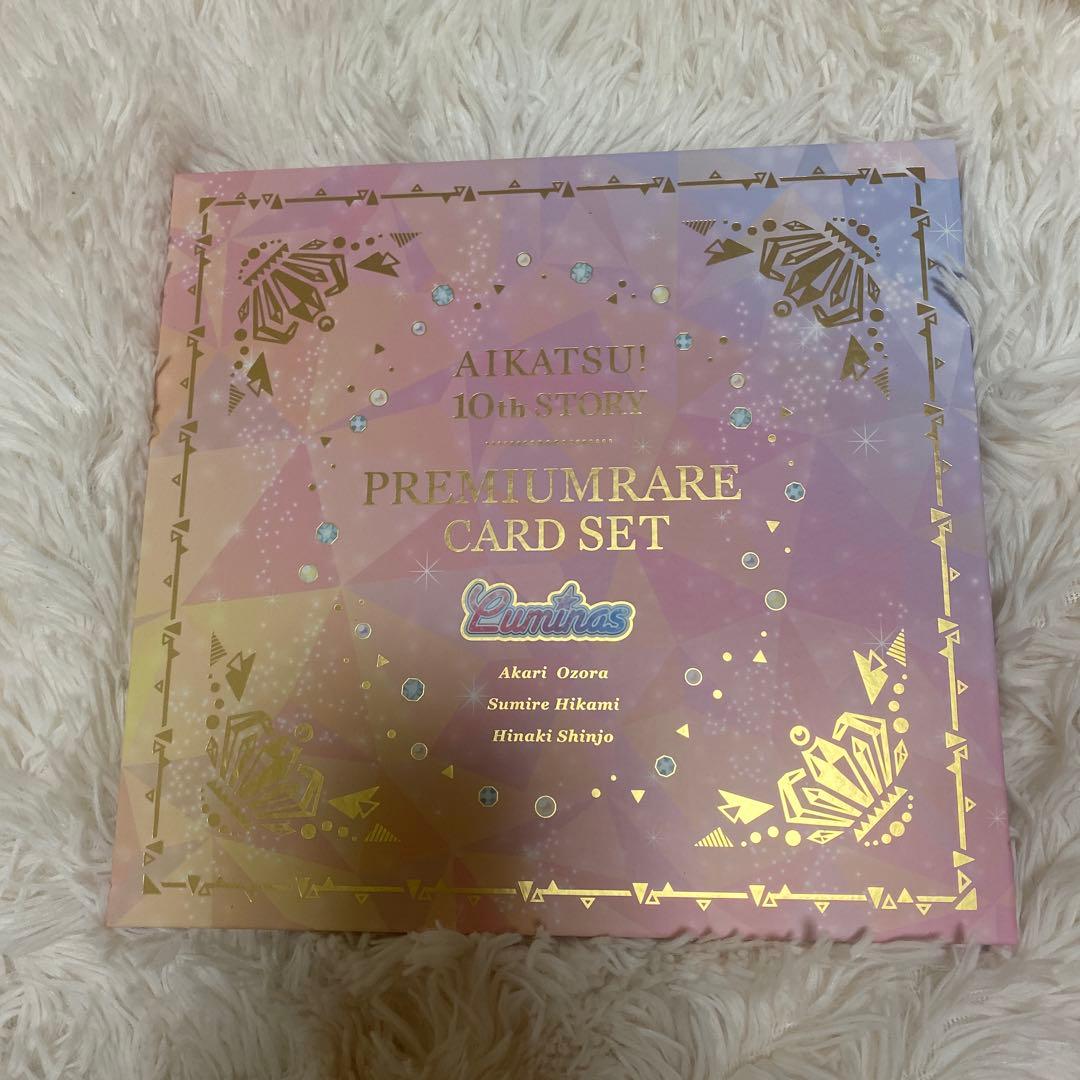 AIKATSU!
10th STORY
PREMIUMRARE
CARD SET
Luminas
Akari Ozora
Sumire Hikami
Hinaki Shinjo